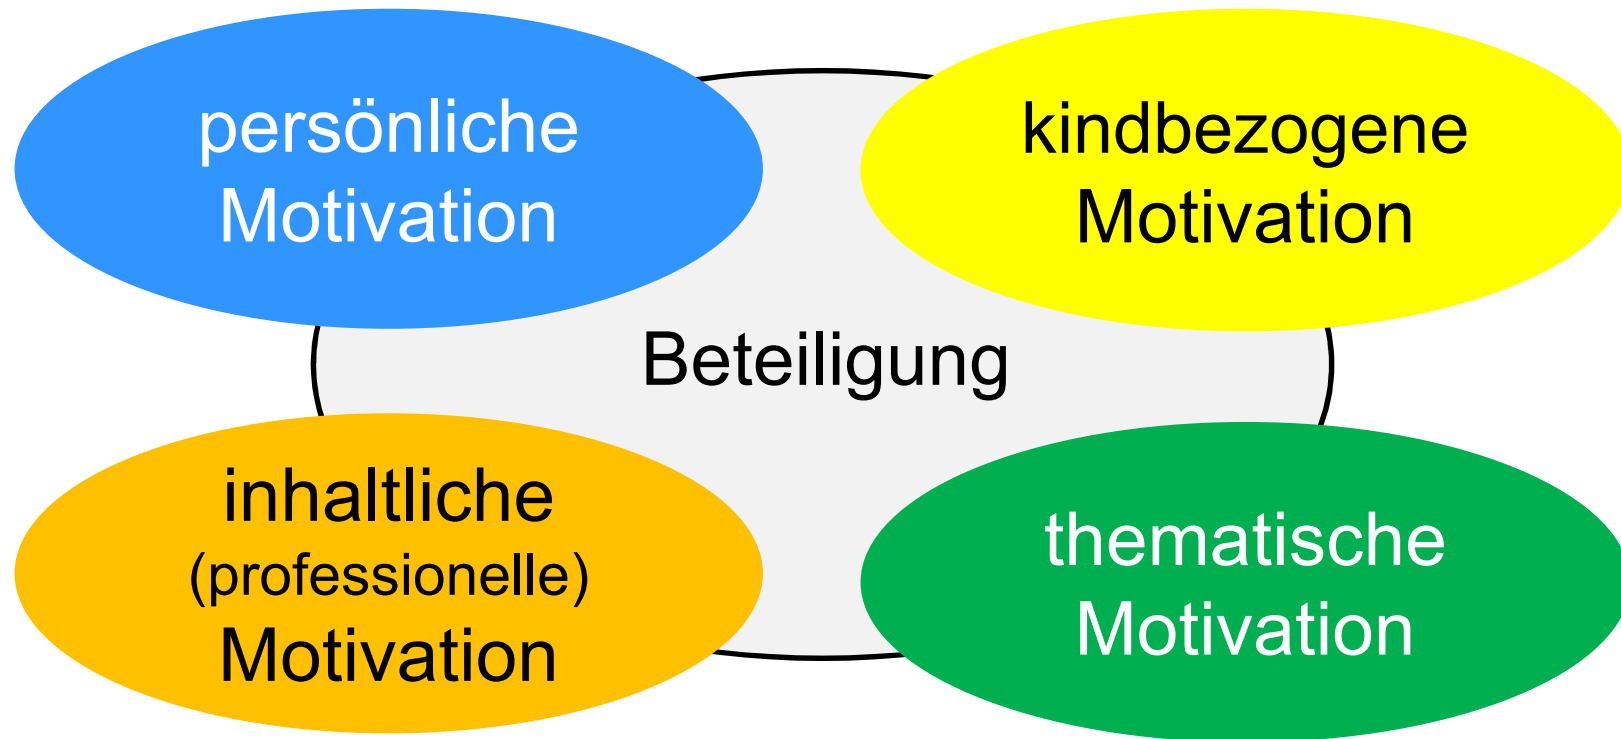 persönliche
Motivation
kindbezogene
Motivation
Beteiligung
inhaltliche
(professionelle)
Motivation
thematische
Motivation